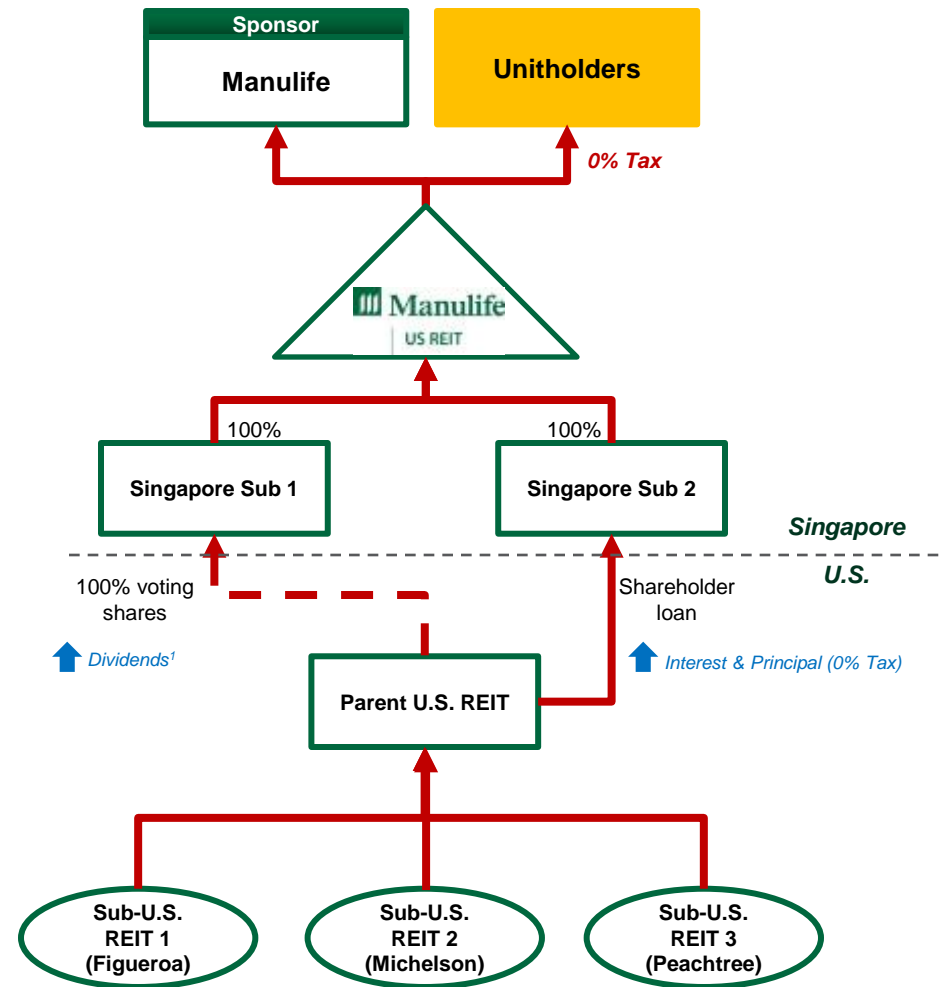 Sponsor
Manulife
Unitholders
0% Tax
Manulife
US REIT
100%
100%
Singapore Sub 1
Singapore Sub 2
Singapore
U.S.
100% voting
shares
Shareholder
loan
Dividends¹
Interest & Principal (0% Tax)
Parent U.S. REIT
Sub-U.S.
REIT 1
(Figueroa)
Sub-U.S.
REIT 2
(Michelson)
Sub-U.S.
REIT 3
(Peachtree)